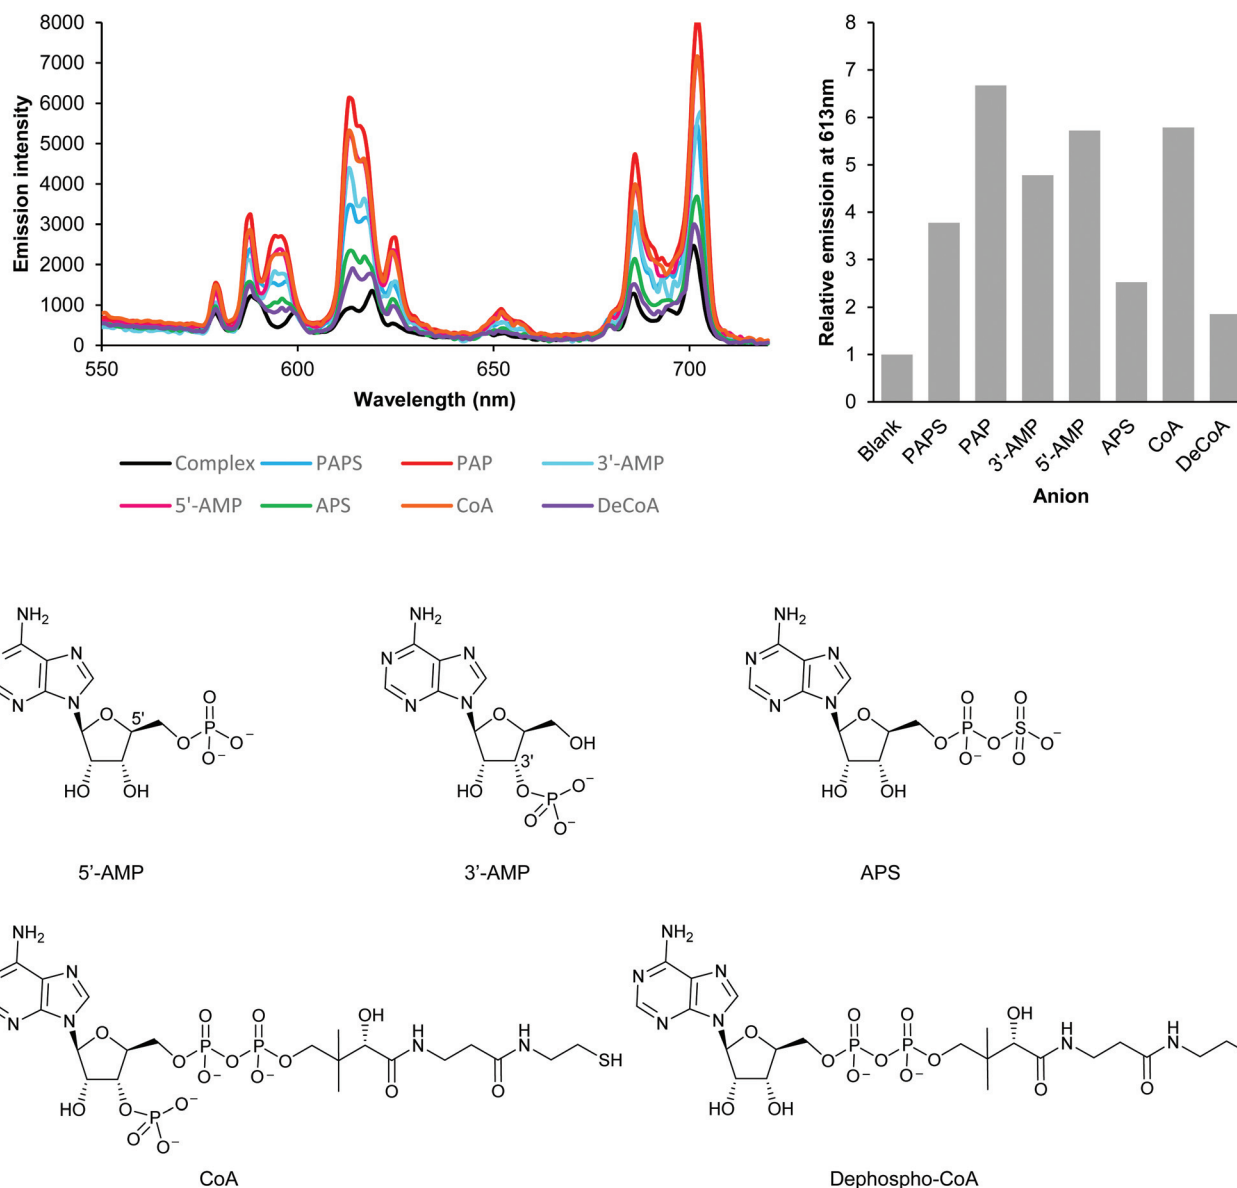 8000
7000
6000
5000
4000
3000
2000
1000
0
Emission intensity
550
600
650
700
Wavelength (nm)
Complex
PAPS
PAP
3'-AMP
5'-AMP
APS
CoA
DeCoA
8
7
6
5
4
3
2
1
0
Relative emissioin at 613nm
Blank
PAPS
PAP
3'-AMP
5'-AMP
APS
CoA
DeCoA
Anion
NH2
N
N
N
N
O
5'
O
O
P
O−
O−
HO
OH
5’-AMP
NH2
N
N
N
N
O
OH
3'
HO
O
P
O−
O
O−
3’-AMP
NH2
N
N
N
N
O
O
O
P
O−
O
O
S
O
O−
HO
OH
APS
NH2
N
N
N
N
O
O
O
P
O−
O
O
P
O−
O
OH
O
H
N
O
H
N
SH
HO
O
P
O−
O
O−
CoA
NH2
N
N
N
N
O
O
O
P
O−
O
O
P
O−
O
OH
O
H
N
O
H
N
HO
OH
Dephospho-CoA